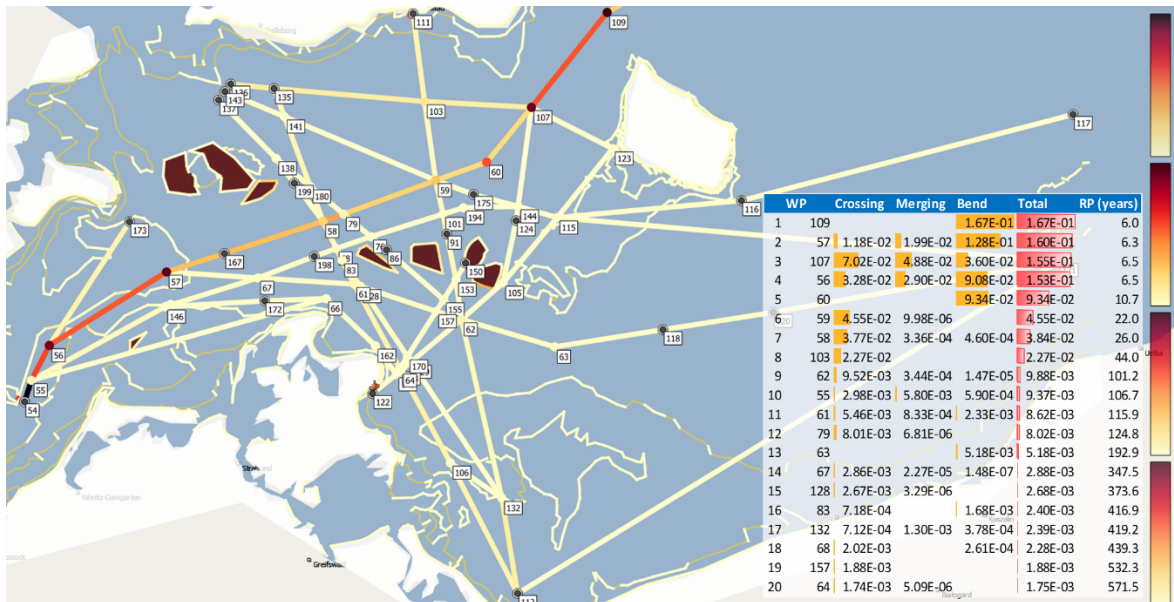 111
109
136
143
137
135
103
107
141
117
123
138
60
59
199
180
175
116
79
194
144
173
58
101
124
115
76
91
86
167
198
83
150
57
67
153
105
61
28
172
66
155
146
157
62
118
56
63
162
170
55
64
54
122
106
132
Stralsund
Greifswald
WP Crossing Merging Bend Total RP (years)
1 109 1.67E-01 1.67E-01 6.0
2 57 1.18E-02 1.99E-02 1.28E-01 1.60E-01 6.3
3 107 7.02E-02 4.88E-02 3.60E-02 1.55E-01 6.5
4 56 3.28E-02 2.90E-02 9.08E-02 1.53E-01 6.5
5 60 9.34E-02 9.34E-02 10.7
6 59 4.55E-02 9.98E-06 4.55E-02 22.0
7 58 3.77E-02 3.36E-04 4.60E-04 3.84E-02 26.0
8 103 2.27E-02 2.27E-02 44.0
9 62 9.52E-03 3.44E-04 1.47E-05 9.88E-03 101.2
10 55 2.98E-03 5.80E-03 5.90E-04 9.37E-03 106.7
11 61 5.46E-03 8.33E-04 2.33E-03 8.62E-03 115.9
12 79 8.01E-03 6.81E-06 8.02E-03 124.8
13 63 5.18E-03 5.18E-03 192.9
14 67 2.86E-03 2.27E-05 1.48E-07 2.88E-03 347.5
15 128 2.67E-03 3.29E-06 2.68E-03 373.6
16 83 7.18E-04 1.68E-03 2.40E-03 416.9
17 132 7.12E-04 1.30E-03 3.78E-04 2.39E-03 419.2
18 68 2.02E-03 2.61E-04 2.28E-03 439.3
19 157 1.88E-03 1.88E-03 532.3
20 64 1.74E-03 5.09E-06 1.75E-03 571.5